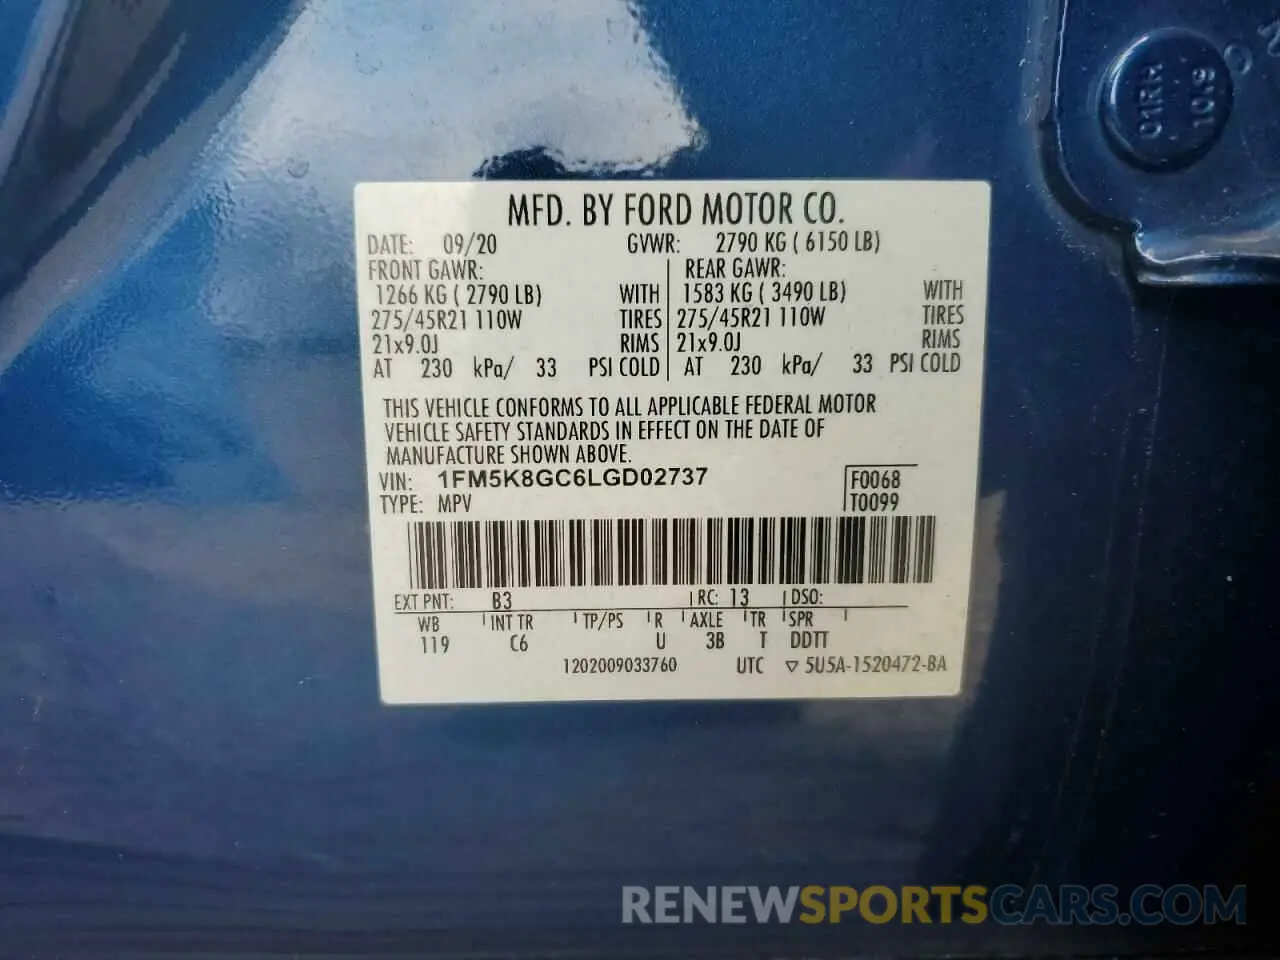 MFD. BY FORD MOTOR CO.
DATE: 09/20 GVWR: 2790 KG ( 6150 LB)
FRONT GAWR: REAR GAWR:
1266 KG ( 2790 LB) WITH 1583 KG ( 3490 LB) WITH
275/45R21 110W TIRES 275/45R21 110W TIRES
21x9.0J RIMS 21x9.0J RIMS
AT 230 kPa/ 33 PSI COLD AT 230 kPa/ 33 PSI COLD
THIS VEHICLE CONFORMS TO ALL APPLICABLE FEDERAL MOTOR
VEHICLE SAFETY STANDARDS IN EFFECT ON THE DATE OF
MANUFACTURE SHOWN ABOVE.
VIN: 1FM5K8GC6LGD02737 F0068
TYPE: MPV T0099
EXT PNT: B3 RC: 13 DSO:
WB INT TR TP/PS R AXLE TR SPR
119 C6 U 3B T DDTT
1202009033760 UTC ▽ 5U5A-1520472-BA
01RH
10.9
RENEWSPORTSCARS.COM